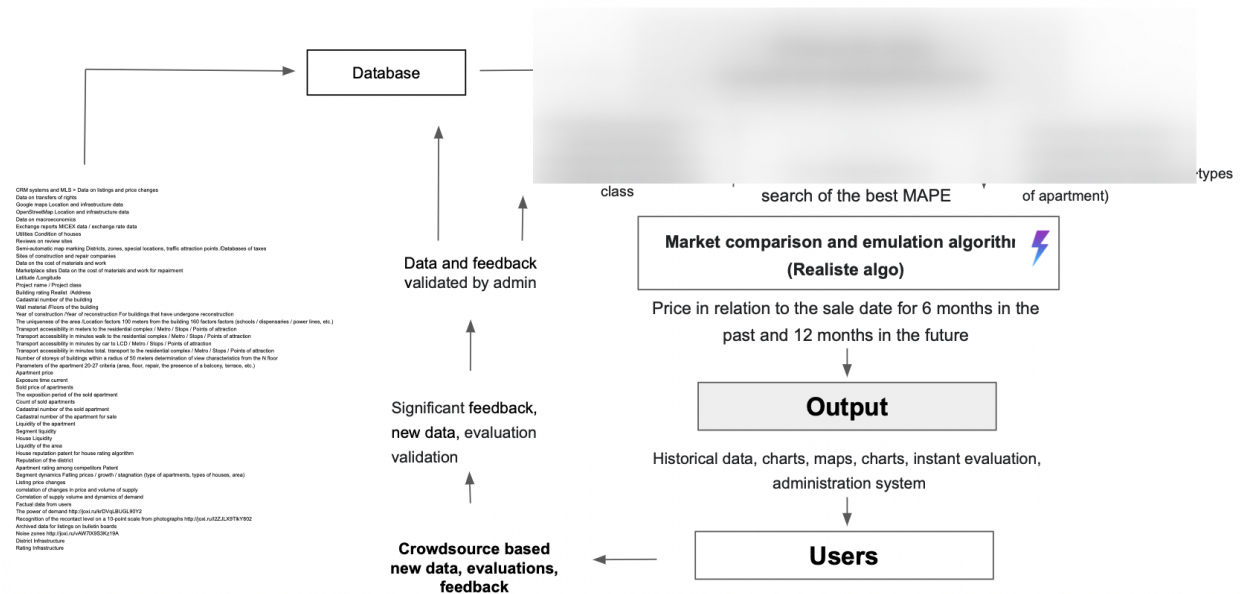 Database
types
class
search of the best MAPE
of apartment)
CRM systems and MLS > Data on listings and price changes
Data on transfers of rights
Google maps Location and infrastructure data
OpenStreetMap Location and infrastructure data
Data on macroeconomics
Exchange reports MICEX data / exchange rate data
Utilities Condition of houses
Reviews on review sites
Semi-automatic map marking Districts, zones, special locations, traffic attraction points /Databases of taxes
Sites of construction and repair companies
Data on the cost of materials and work
Marketplace sites Data on the cost of materials and work for repairment
Latitude /Longitude
Project name / Project class
Building rating Realist /Address
Cadastral number of the building
Wall material /Floors of the building
Year of construction /Year of reconstruction For buildings that have undergone reconstruction
The uniqueness of the area /Location factors 100 meters from the building 160 factors factors (schools / dispensaries / power lines, etc.)
Transport accessibility in meters to the residential complex / Metro / Stops / Points of attraction
Transport accessibility in minutes walk to the residential complex / Metro / Stops / Points of attraction
Transport accessibility in minutes by car to LCD / Metro / Stops / Points of attraction
Transport accessibility in minutes total. transport to the residential complex / Metro / Stops / Points of attraction
Number of storeys of buildings within a radius of 50 meters determination of view characteristics from the N floor
Parameters of the apartment 20-27 criteria (area, floor, repair, the presence of a balcony, terrace, etc.)
Apartment price
Exposure time current
Sold price of apartments
The exposition period of the sold apartment
Count of sold apartments
Cadastral number of the sold apartment
Cadastral number of the apartment for sale
Liquidity of the apartment
Segment liquidity
House Liquidity
Liquidity of the area
House reputation patent for house rating algorithm
Reputation of the district
Apartment rating among competitors Patent
Segment dynamics Falling prices / growth / stagnation (type of apartments, types of houses, area)
Listing price changes
correlation of changes in price and volume of supply
Correlation of supply volume and dynamics of demand
Factual data from users
The power of demand
Recognition of the recontact level on a 10-point scale from photographs
Archived data for listings on bulletin boards
Noise zones
District Infrastructure
Rating Infrastructure
Data and feedback
validated by admin
Significant feedback,
new data, evaluation
validation
Crowdsource based
new data, evaluations,
feedback
Market comparison and emulation
(Realiste algo)
Price in relation to the sale date for 6 months in the
past and 12 months in the future
Output
Historical data, charts, maps, charts, instant evaluation,
administration system
Users